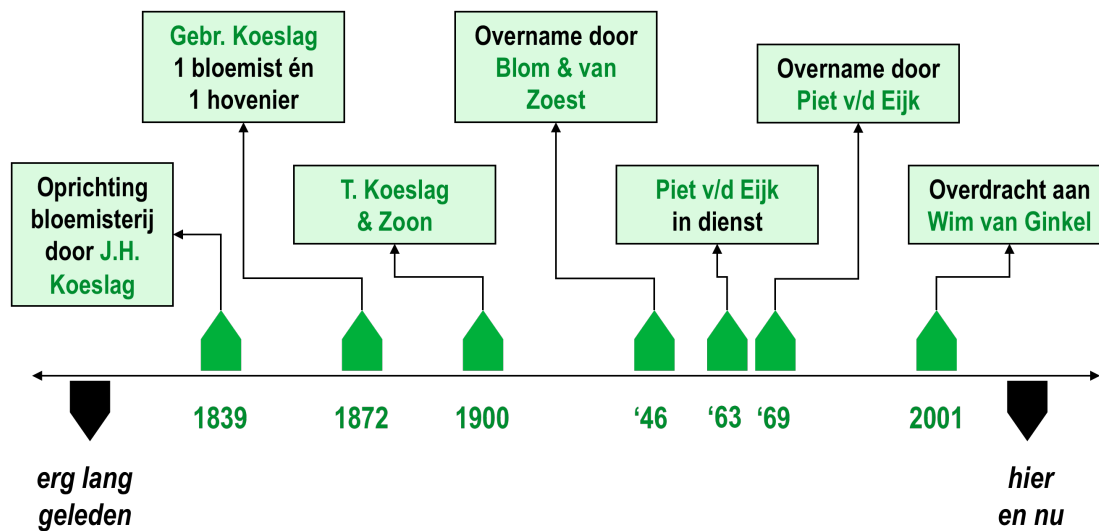 Gebr. Koeslag
1 bloemist én
1 hovenier
Overname door
Blom & van
Zoest
Overname door
Piet v/d Eijk
Oprichting
bloemisterij
door J.H.
Koeslag
T. Koeslag
& Zoon
Piet v/d Eijk
in dienst
Overdracht aan
Wim van Ginkel
1839
1872
1900
‘46
‘63
‘69
2001
erg lang
geleden
hier
en nu